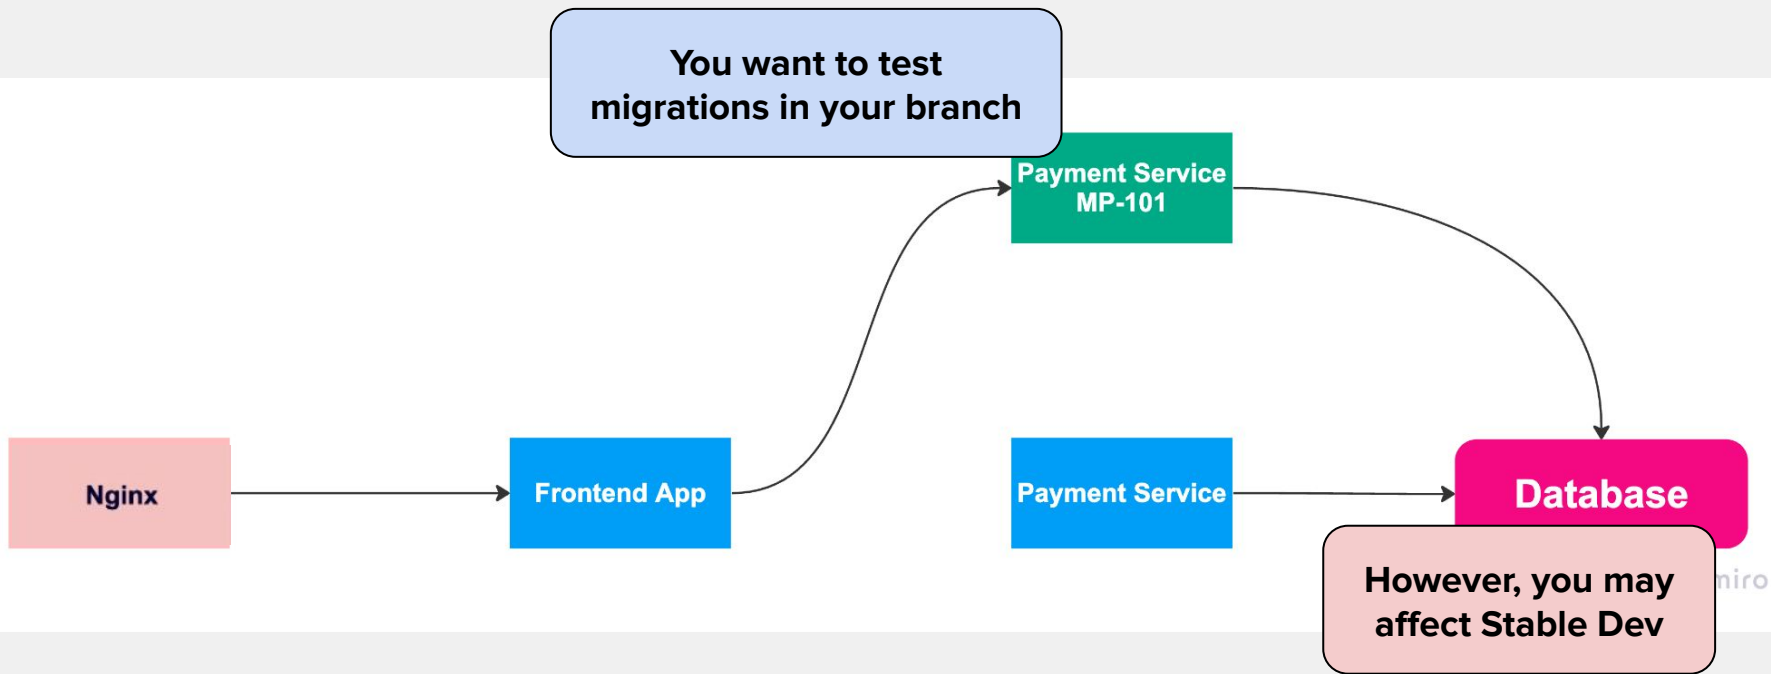 You want to test
migrations in your branch
Payment Service
MP-101
Nginx
Frontend App
Payment Service
Database
However, you may
affect Stable Dev
miro